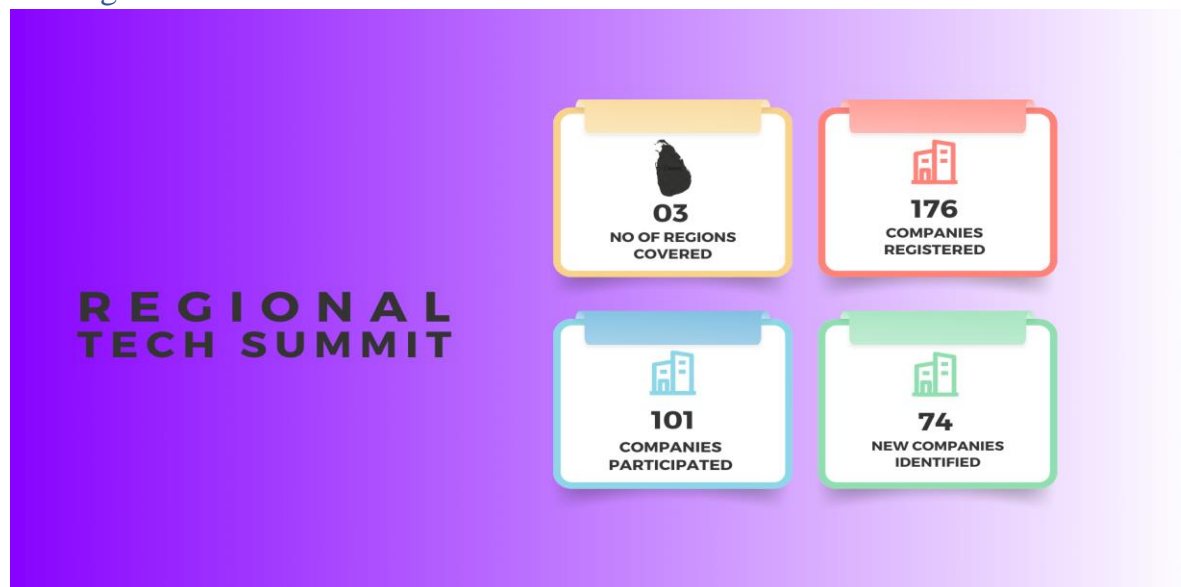 REGIONAL
TECH SUMMIT
03
NO OF REGIONS
COVERED
176
COMPANIES
REGISTERED
101
COMPANIES
PARTICIPATED
74
NEW COMPANIES
IDENTIFIED